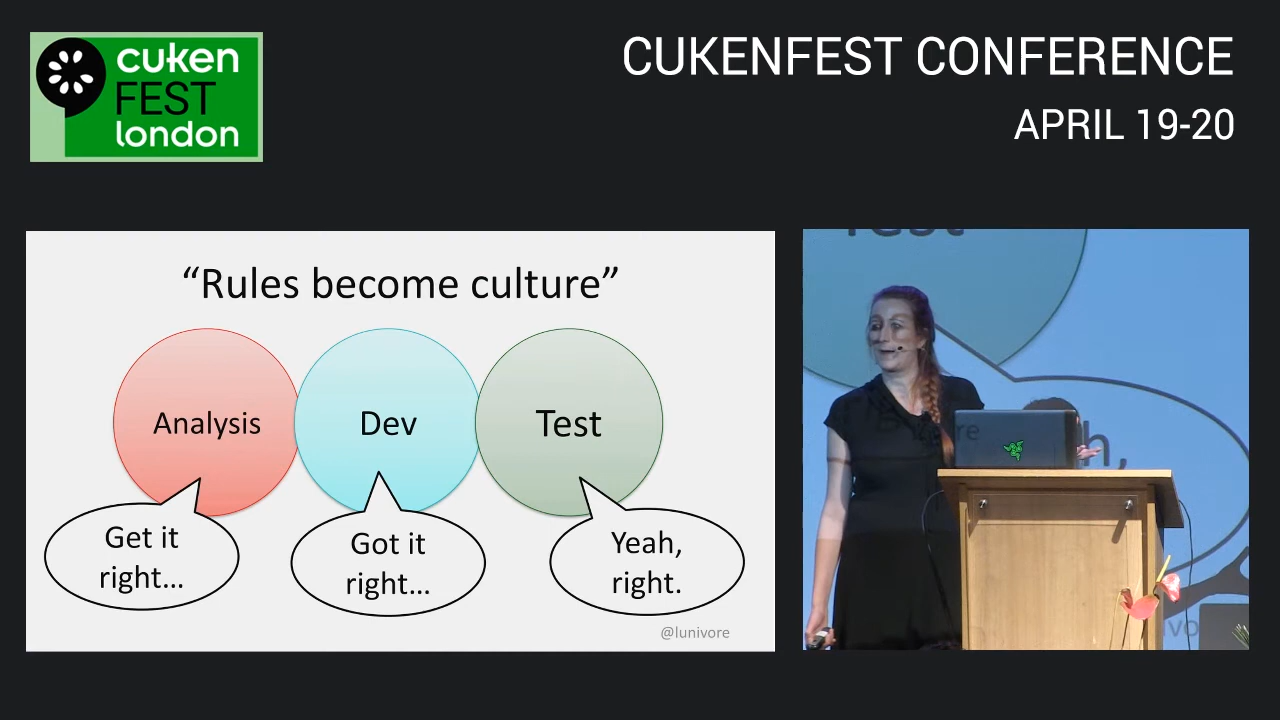 cuken
FEST
london
CUKENFEST CONFERENCE
APRIL 19-20
“Rules become culture”
Analysis
Dev
Test
Get it
right...
Got it
right...
Yeah,
right.
@lunivore
Test
h,